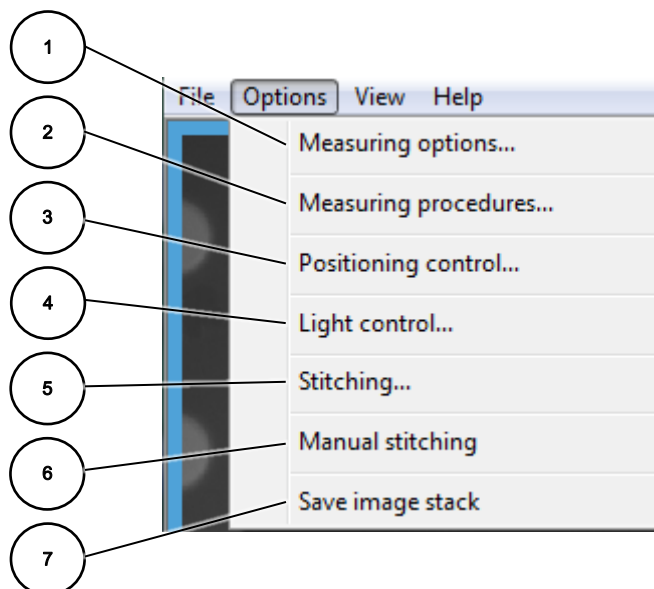 1
File Options View Help
2
Measuring options...
3
Measuring procedures...
Positioning control...
4
Light control...
5
Stitching...
6
Manual stitching
7
Save image stack